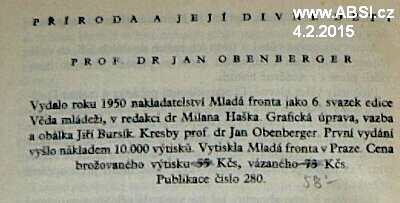 www.ABSI.cz
4.2.2015
PŘÍRODA A JEJÍ DIVY
PROF. DR JAN OBENBERGER
Vydalo roku 1950 nakladatelství Mladá fronta jako 6. svazek edice
Věda mládeži, v redakci dr Milana Haška. Grafická úprava, vazba
a obálka Jiří Bursík. Kresby prof. dr Jan Obenberger. První vydání
vyšlo nákladem 10.000 výtisků. Vytiskla Mladá fronta v Praze. Cena
brožovaného výtisku 55 Kčs, vázaného 73 Kčs.
Publikace číslo 280.
58'-